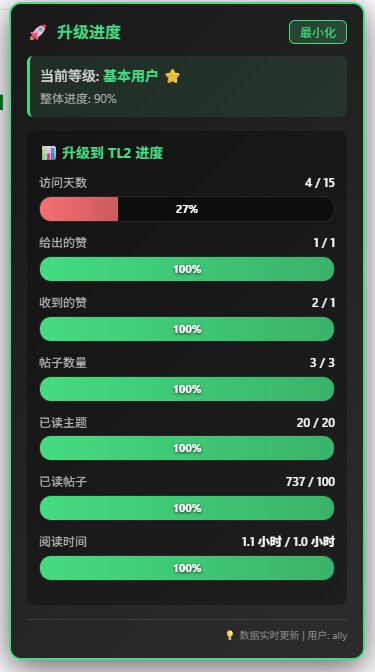 升级进度
最小化
当前等级: 基本用户
整体进度: 90%
升级到 TL2 进度
访问天数 4 / 15
27%
给出的赞 1 / 1
100%
收到的赞 2 / 1
100%
帖子数量 3 / 3
100%
已读主题 20 / 20
100%
已读帖子 737 / 100
100%
阅读时间 1.1 小时 / 1.0 小时
100%
数据实时更新 | 用户: ally